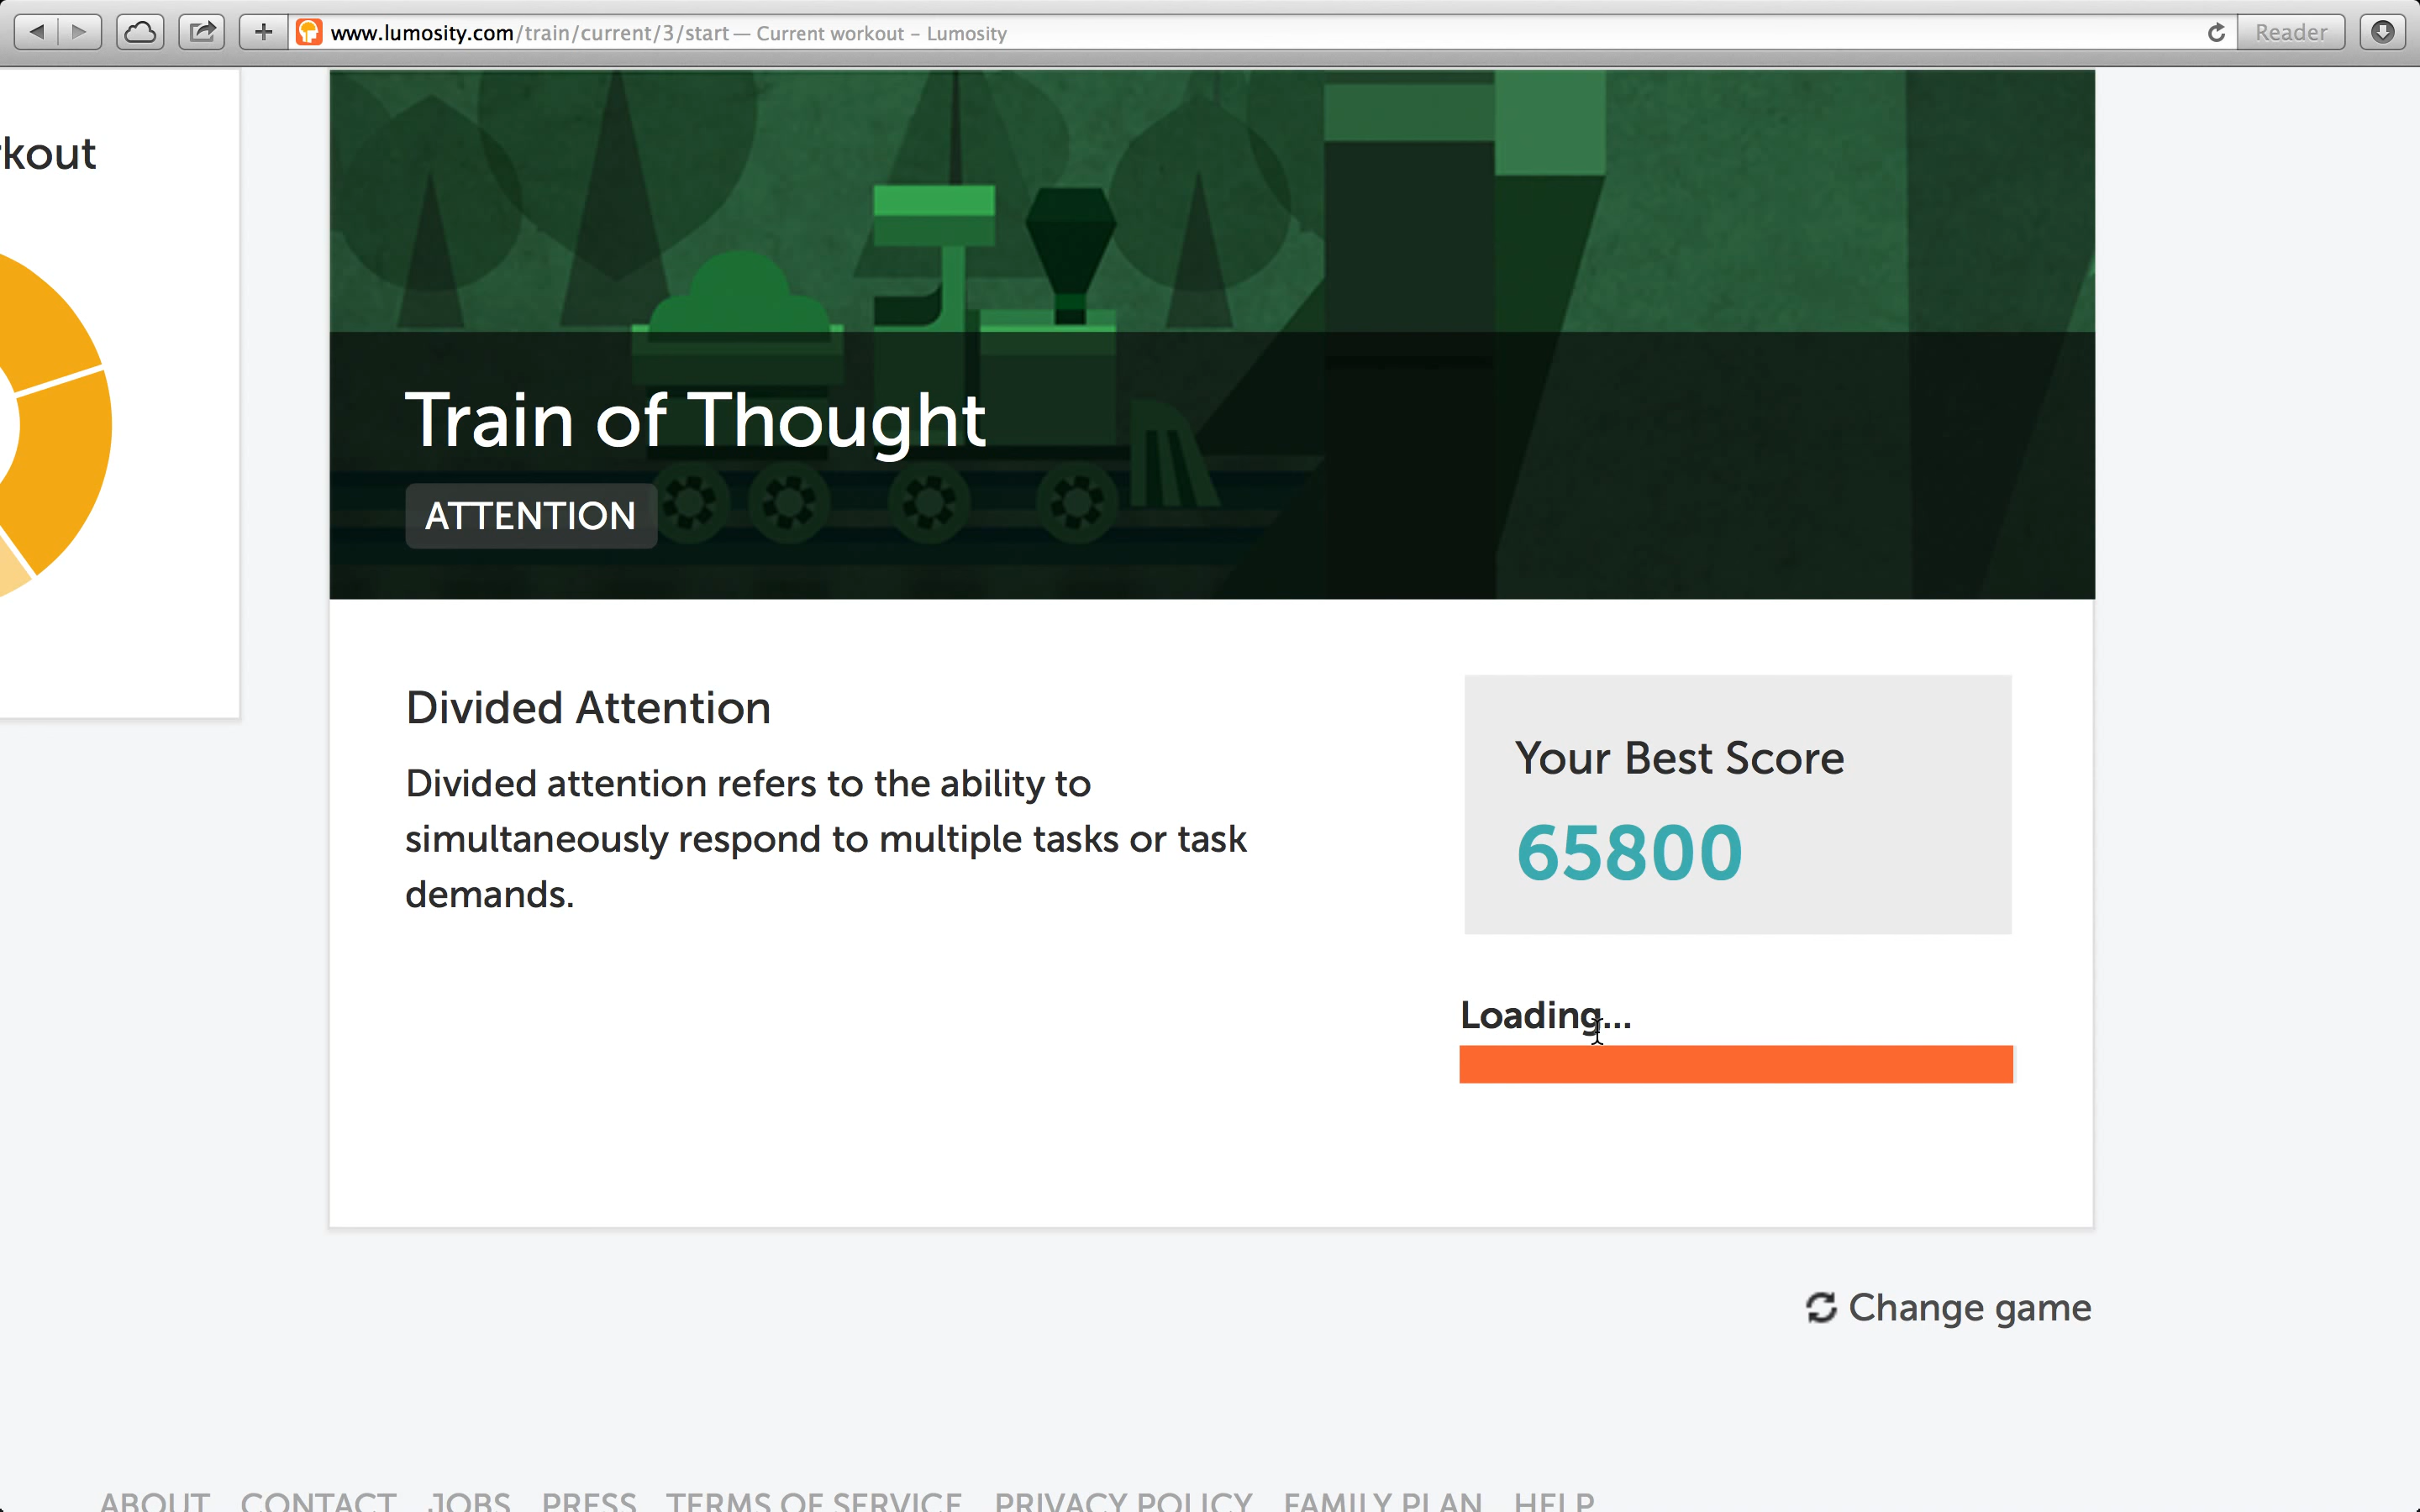 www.lumosity.com/train/current/3/start — Current workout – Lumosity
Reader
Train of Thought
ATTENTION
Divided Attention
Divided attention refers to the ability to
simultaneously respond to multiple tasks or task
demands.
Your Best Score
65800
Loading...
Change game
ABOUT CONTACT JOBS PRESS TERMS OF SERVICE PRIVACY POLICY FAMILY PLAN HELP